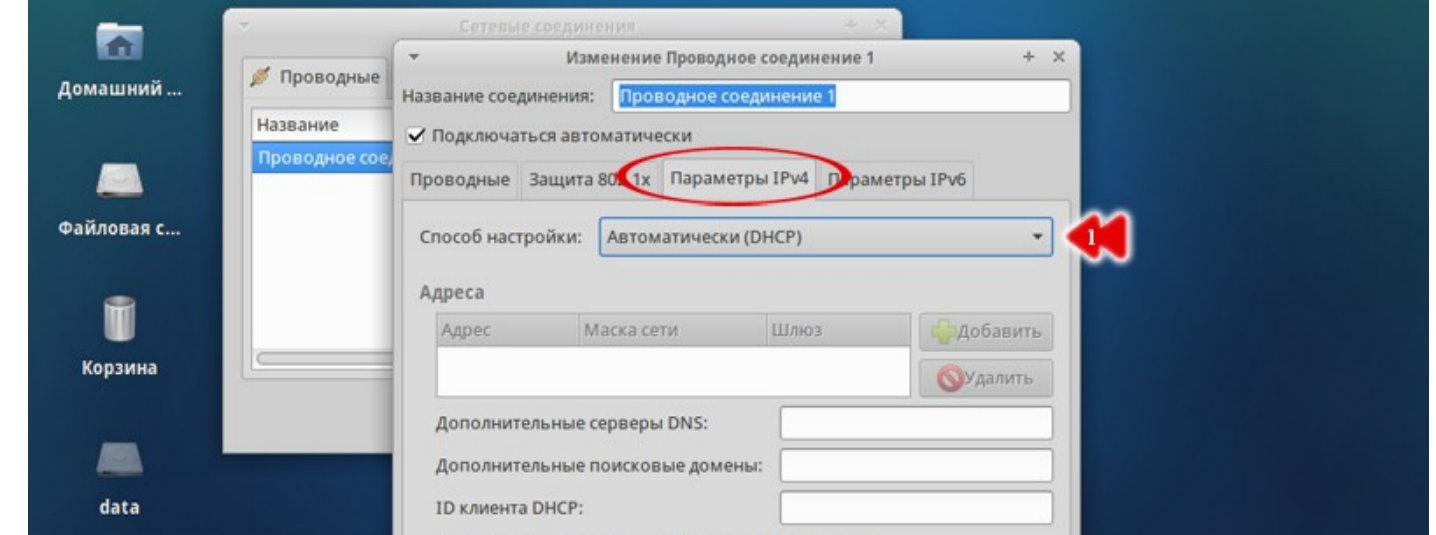 Сетевые соединения
Изменение Проводное соединение 1
Домашний ...
Проводные
Название соединения: Проводное соединение 1
Название
Подключаться автоматически
Проводное сое
Проводные Защита 802.1x Параметры IPv4 Параметры IPv6
Файловая с...
Способ настройки: Автоматически (DHCP)
1
Адреса
Адрес Маска сети Шлюз Добавить
Корзина
Удалить
Дополнительные серверы DNS:
Дополнительные поисковые домены:
data
ID клиента DHCP: